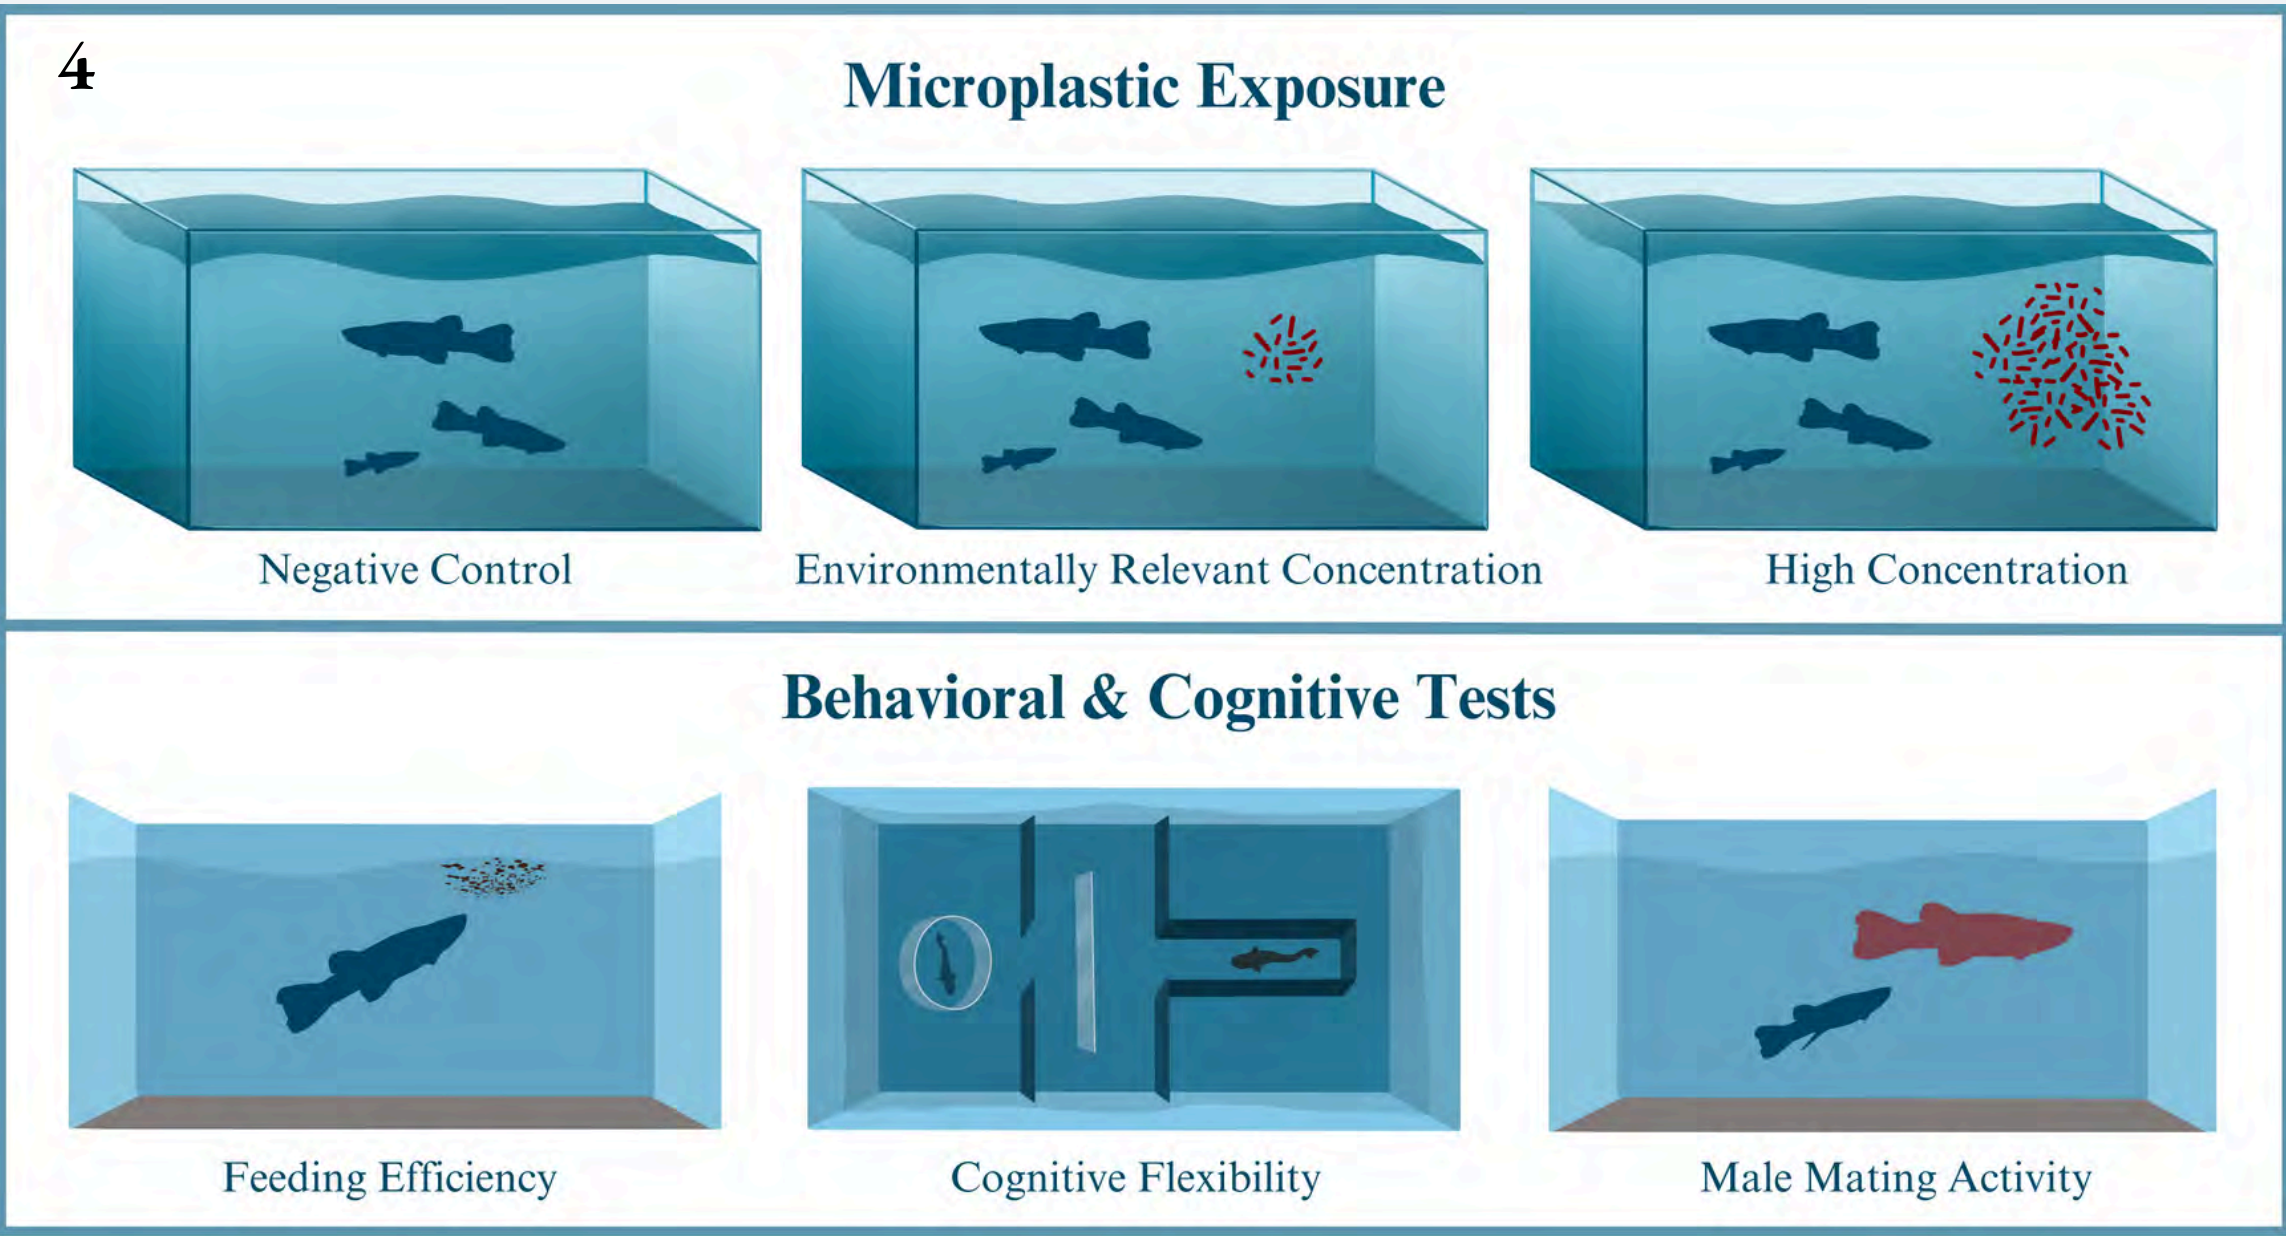 4
Microplastic Exposure
Negative Control
Environmentally Relevant Concentration
High Concentration
Behavioral & Cognitive Tests
Feeding Efficiency
Cognitive Flexibility
Male Mating Activity